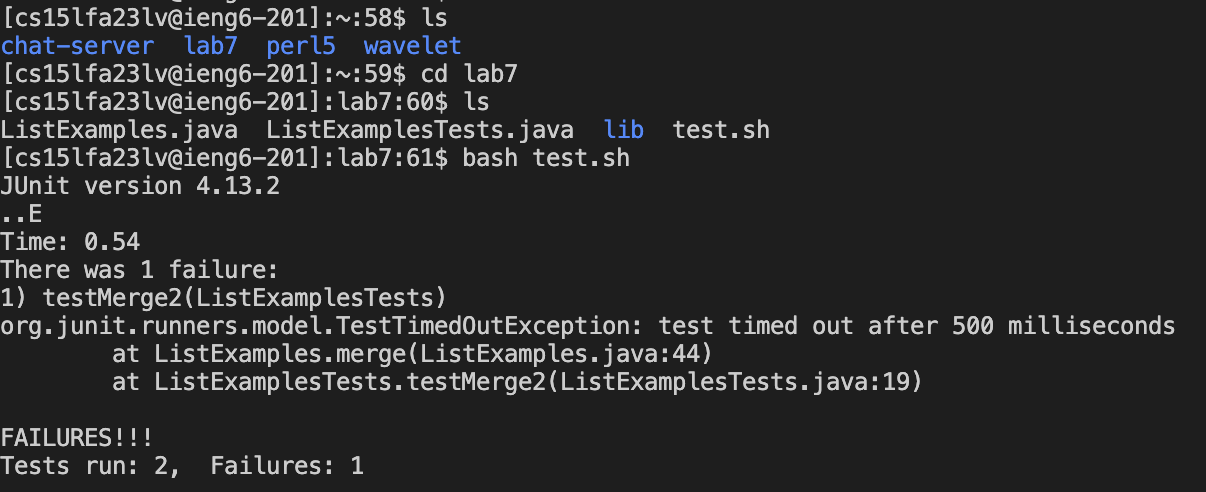 [cs15lfa23lv@ieng6-201]:~:58$ ls
chat-server  lab7  perl5  wavelet
[cs15lfa23lv@ieng6-201]:~:59$ cd lab7
[cs15lfa23lv@ieng6-201]:lab7:60$ ls
ListExamples.java  ListExamplesTests.java  lib  test.sh
[cs15lfa23lv@ieng6-201]:lab7:61$ bash test.sh
JUnit version 4.13.2
..E
Time: 0.54
There was 1 failure:
1) testMerge2(ListExamplesTests)
org.junit.runners.model.TestTimedOutException: test timed out after 500 milliseconds
        at ListExamples.merge(ListExamples.java:44)
        at ListExamplesTests.testMerge2(ListExamplesTests.java:19)

FAILURES!!!
Tests run: 2,  Failures: 1